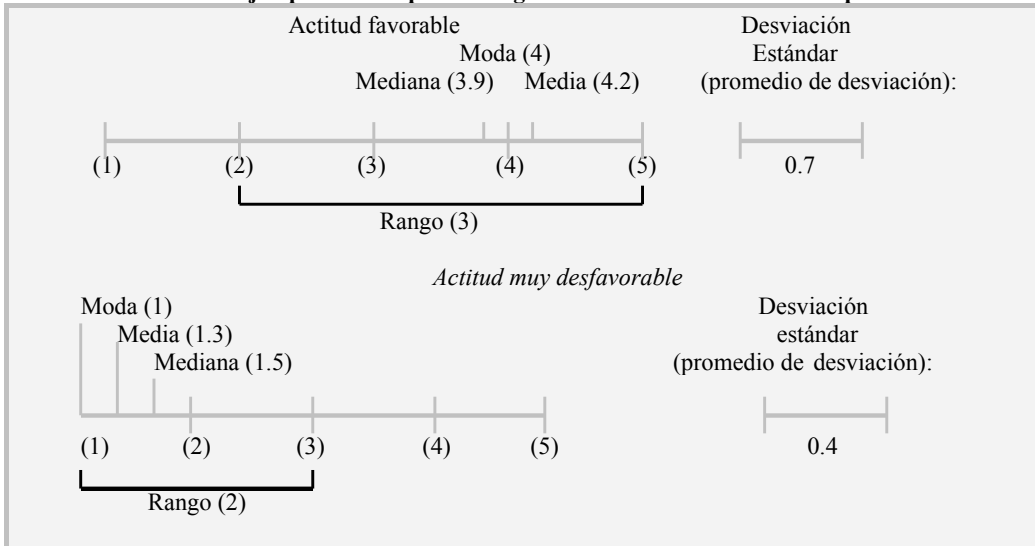 Actitud favorable Desviación
Moda (4) Estándar
Mediana (3.9) Media (4.2) (promedio de desviación):
(1) (2) (3) (4) (5) 0.7
Rango (3)
Actitud muy desfavorable
Moda (1) Desviación
Media (1.3) estándar
Mediana (1.5) (promedio de desviación):
(1) (2) (3) (4) (5) 0.4
Rango (2)